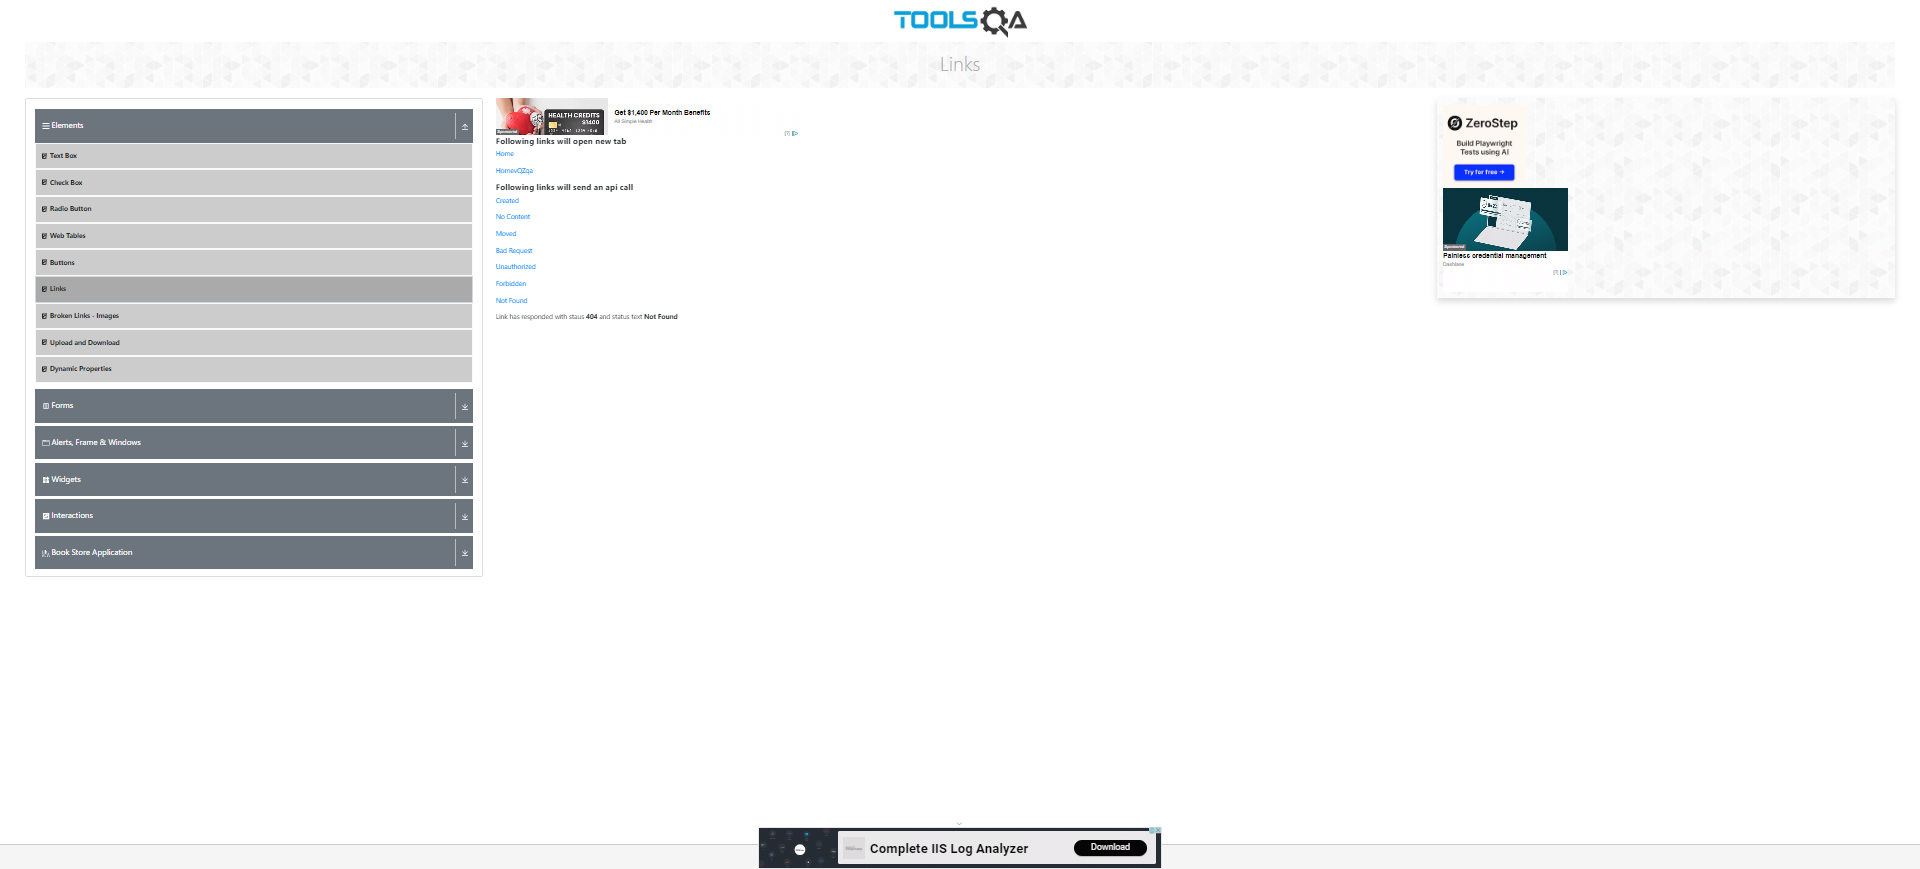 TOOLSQA
Links
Elements
Text Box
Check Box
Radio Button
Web Tables
Buttons
Links
Broken Links - Images
Upload and Download
Dynamic Properties
Forms
Alerts, Frame & Windows
Widgets
Interactions
Book Store Application
HEALTH CREDITS
$1400
Sponsored
Get $1,400 Per Month Benefits
All Simple Health
Following links will open new tab
Home
HomevQZqa
Following links will send an api call
Created
No Content
Moved
Bad Request
Unauthorized
Forbidden
Not Found
Link has responded with staus 404 and status text Not Found
ZeroStep
Build Playwright
Tests using AI
Try for free →
Sponsored
Painless credential management
Dashlane
Complete IIS Log Analyzer
Download